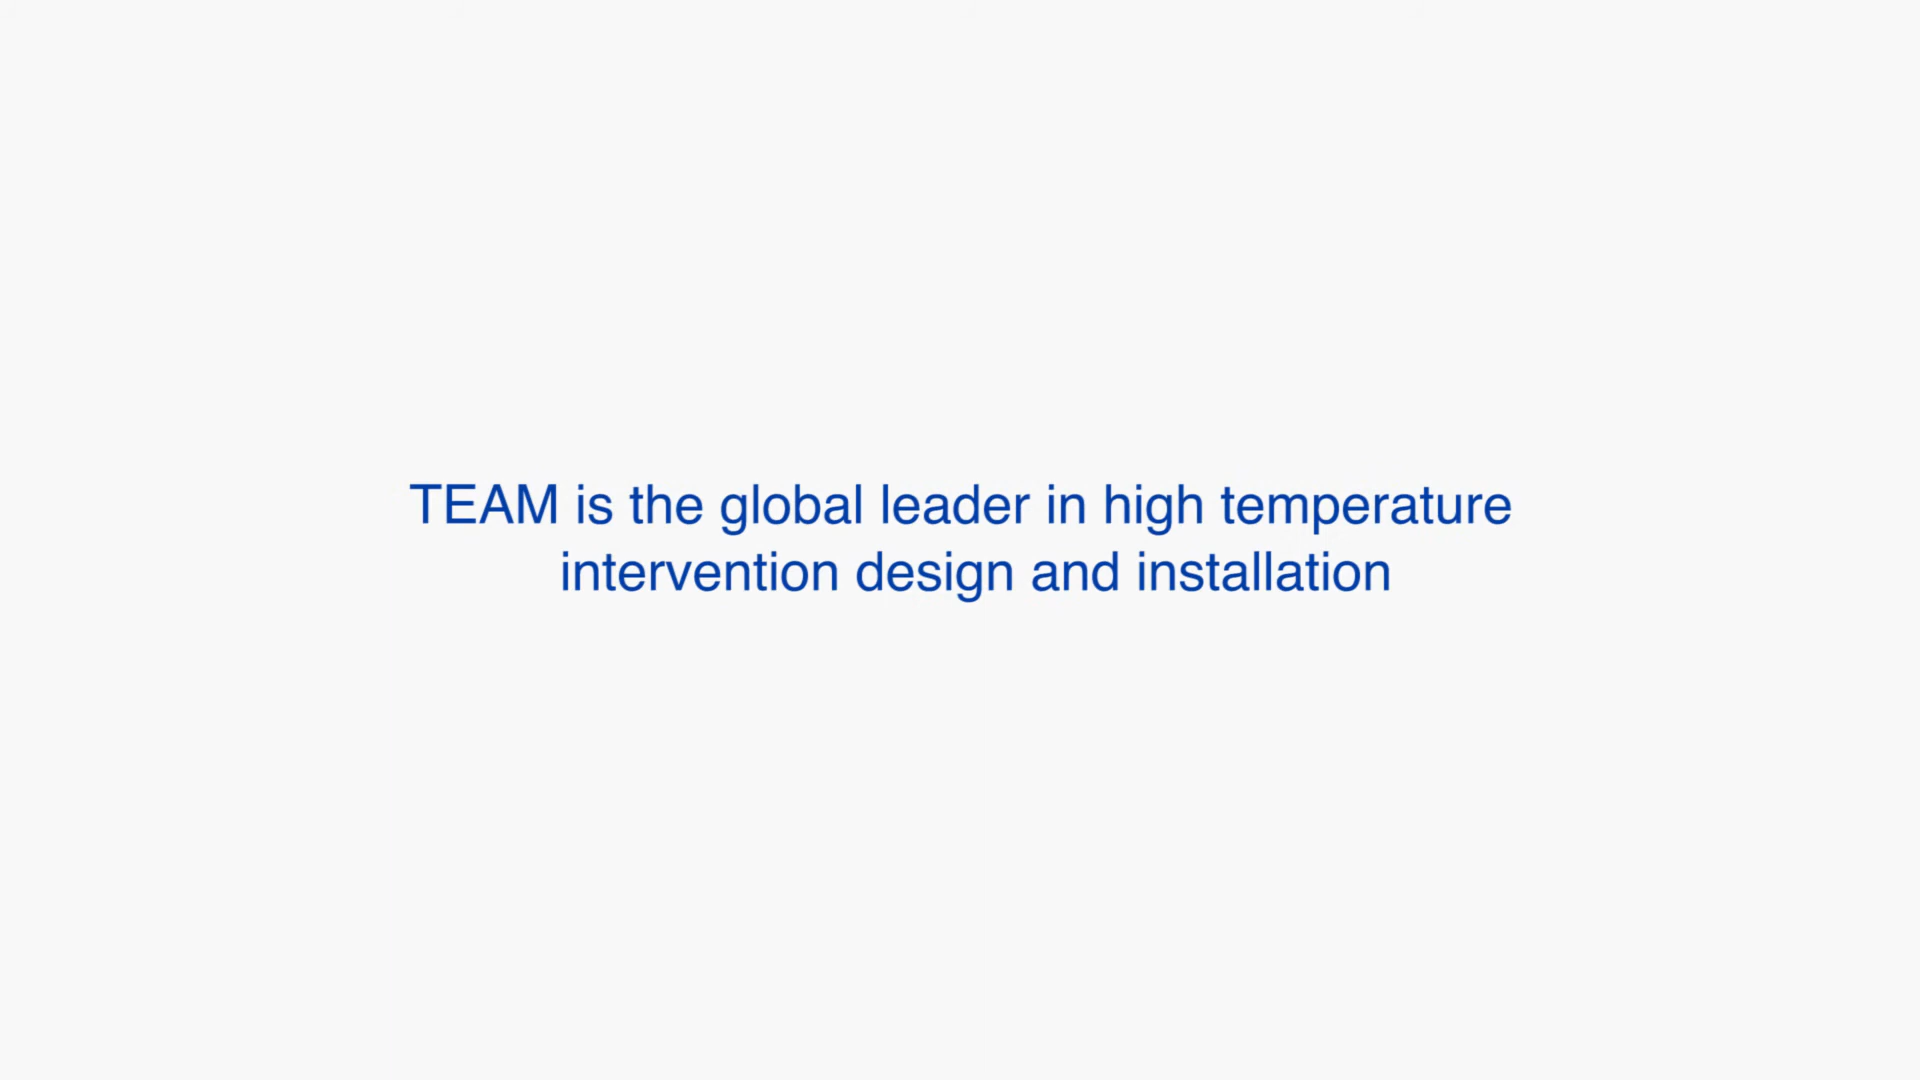 TEAM is the global leader in high temperature
intervention design and installation